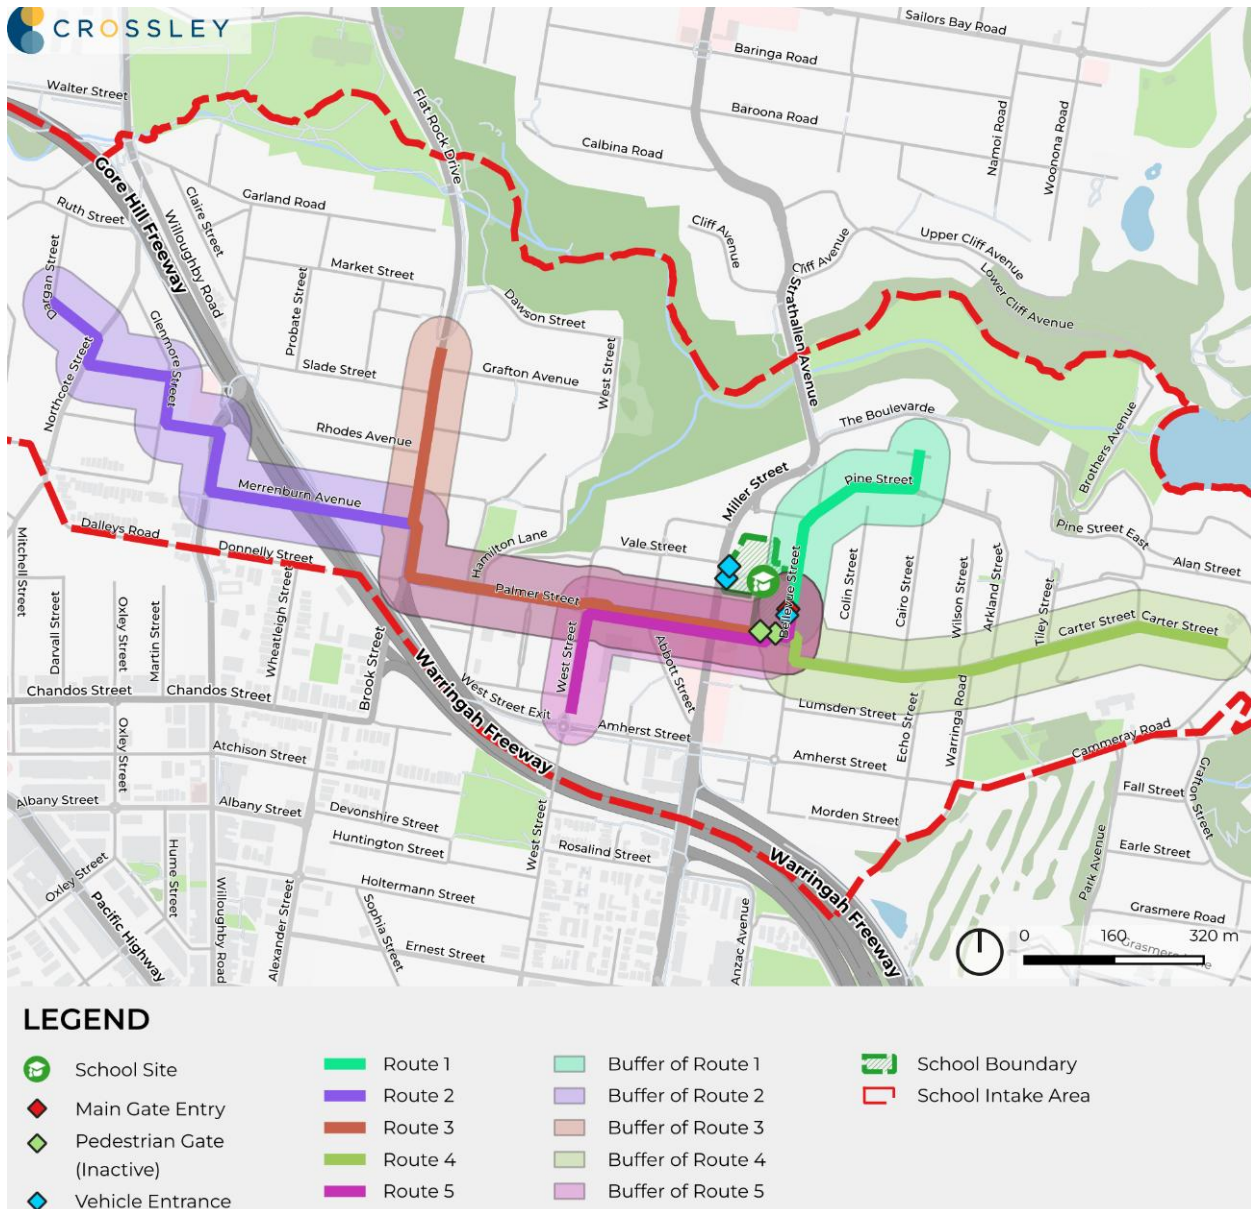 CROSSLEY
Sailors Bay Road
Baringa Road
Walter Street
Flat Rock Drive
Baroona Road
Namoi Road
Woonona Road
Calbina Road
Gore Hill Freeway
Claire Street
Garland Road
Ruth Street
Willoughby Road
Cliff Avenue
Cliff Avenue
Upper Cliff Avenue
Dargan Street
Market Street
Probate Street
Strathallen Avenue
Lower Cliff Avenue
Dawson Street
Glenmore Street
Northcote Street
Slade Street
Grafton Avenue
West Street
The Boulevarde
Brothers Avenue
Rhodes Avenue
Miller Street
Pine Street
Merrenburn Avenue
Dalleys Road
Mitchell Street
Donnelly Street
Hamilton Lane
Vale Street
Pine Street East
Alan Street
Palmer Street
Bellevue Street
Colin Street
Cairo Street
Wilson Street
Arkland Street
Tiley Street
Carter Street
Carter Street
Darvall Street
Oxley Street
Martin Street
Wheatleigh Street
Brook Street
West Street
Abbott Street
Chandos Street
Chandos Street
Warringah Freeway
West Street Exit
Amherst Street
Lumsden Street
Echo Street
Warringa Road
Cammeray Road
Oxley Street
Atchison Street
Amherst Street
Grafton Street
Fall Street
Albany Street
Albany Street
Devonshire Street
Huntington Street
West Street
Rosalind Street
Morden Street
Earle Street
Park Avenue
Oxley Street
Hume Street
Holtermann Street
Warringah Freeway
Pacific Highway
Willoughby Road
Alexander Street
Sophia Street
Ernest Street
Anzac Avenue
Grasmere Road
0 160 320 m
LEGEND
School Site
Main Gate Entry
Pedestrian Gate
(Inactive)
Vehicle Entrance
Route 1
Route 2
Route 3
Route 4
Route 5
Buffer of Route 1
Buffer of Route 2
Buffer of Route 3
Buffer of Route 4
Buffer of Route 5
School Boundary
School Intake Area